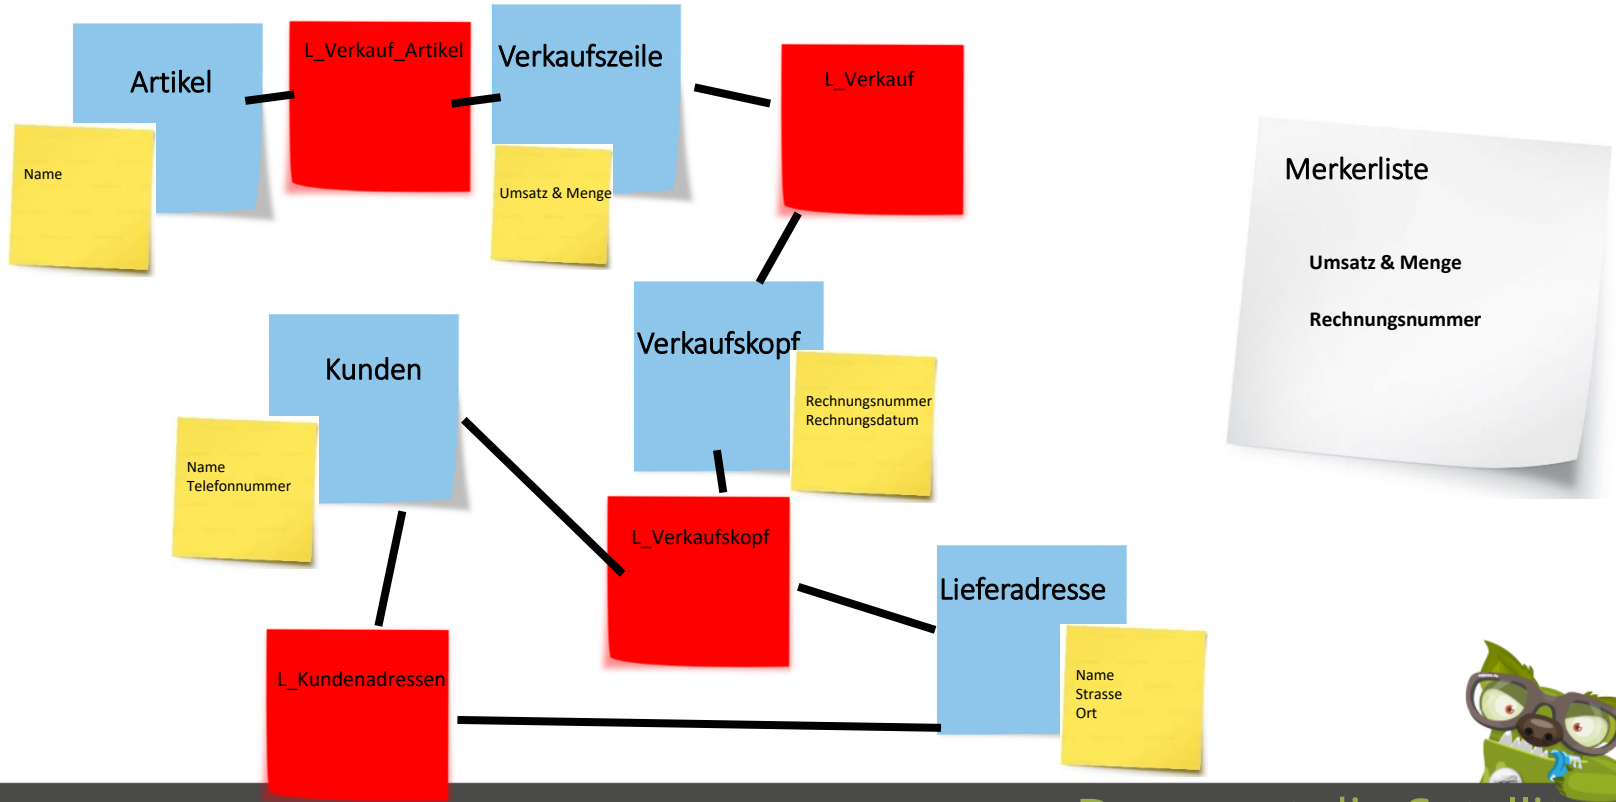 Artikel
Name
L_Verkauf_Artikel
Verkaufszeile
Umsatz & Menge
L_Verkauf
Merkerliste
Umsatz & Menge
Rechnungsnummer
Verkaufskopf
Rechnungsnummer
Rechnungsdatum
Kunden
Name
Telefonnummer
L_Verkaufskopf
Lieferadresse
Name
Strasse
Ort
L_Kundenadressen